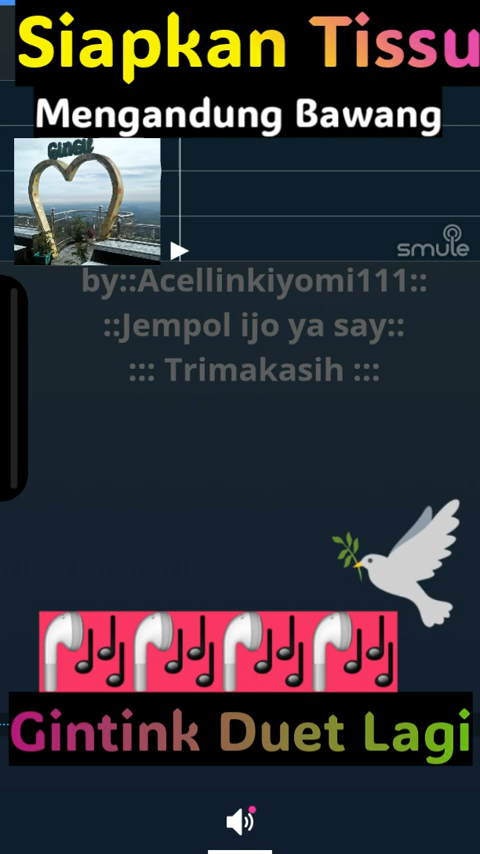 Siapkan Tissu
Mengandung Bawang
smule
by::Acellinkiyomi111::
::Jempol ijo ya say::
::: Trimakasih :::
Gintink Duet Lagi